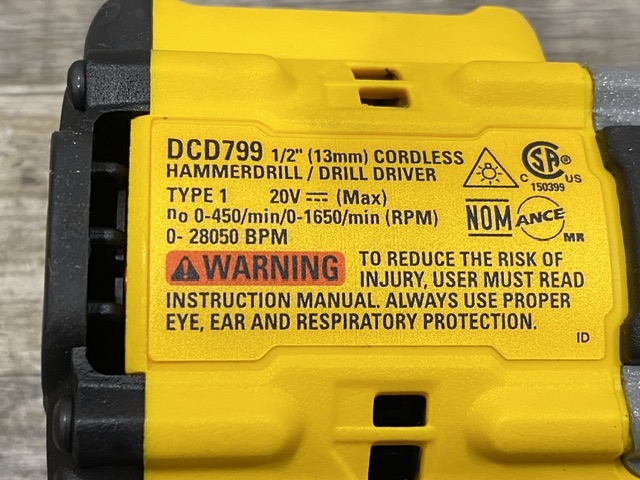 DCD799 1/2" (13mm) CORDLESS
HAMMERDRILL / DRILL DRIVER
TYPE 1 20V ⎓ (Max)
no 0-450/min/0-1650/min (RPM)
0- 28050 BPM
C SA ® US
150399
NOM ANCE
MR
WARNING TO REDUCE THE RISK OF
INJURY, USER MUST READ
INSTRUCTION MANUAL. ALWAYS USE PROPER
EYE, EAR AND RESPIRATORY PROTECTION.
ID